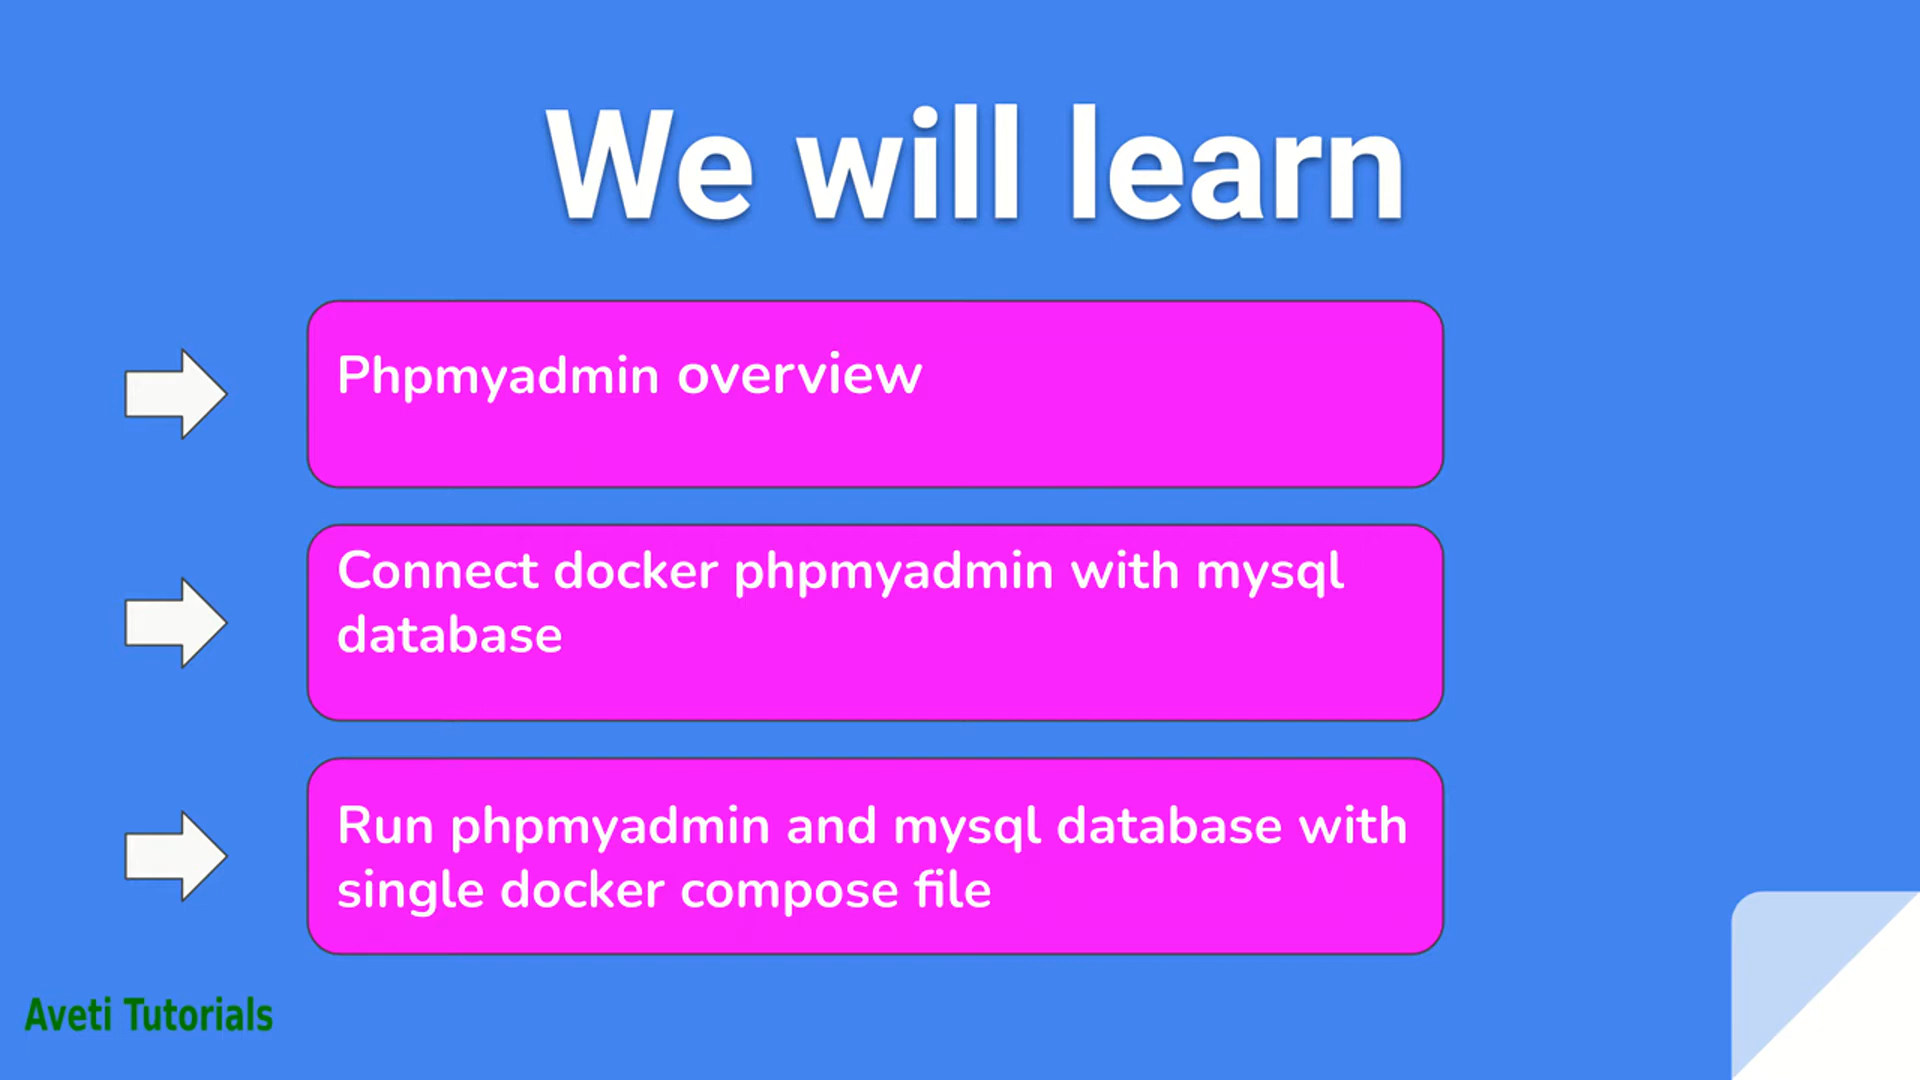 We will learn
Phpmyadmin overview
Connect docker phpmyadmin with mysql
database
Run phpmyadmin and mysql database with
single docker compose file
Aveti Tutorials